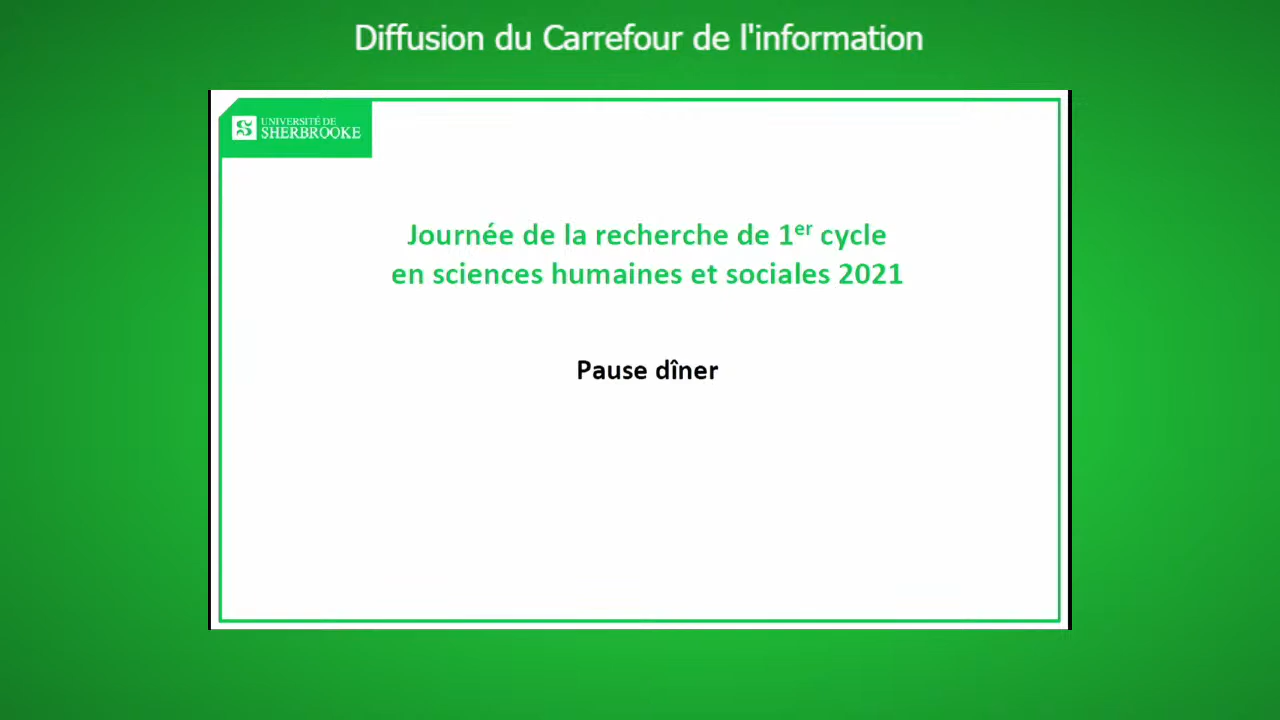 Diffusion du Carrefour de l'information
UNIVERSITÉ DE
SHERBROOKE
Journée de la recherche de 1er cycle
en sciences humaines et sociales 2021
Pause dîner